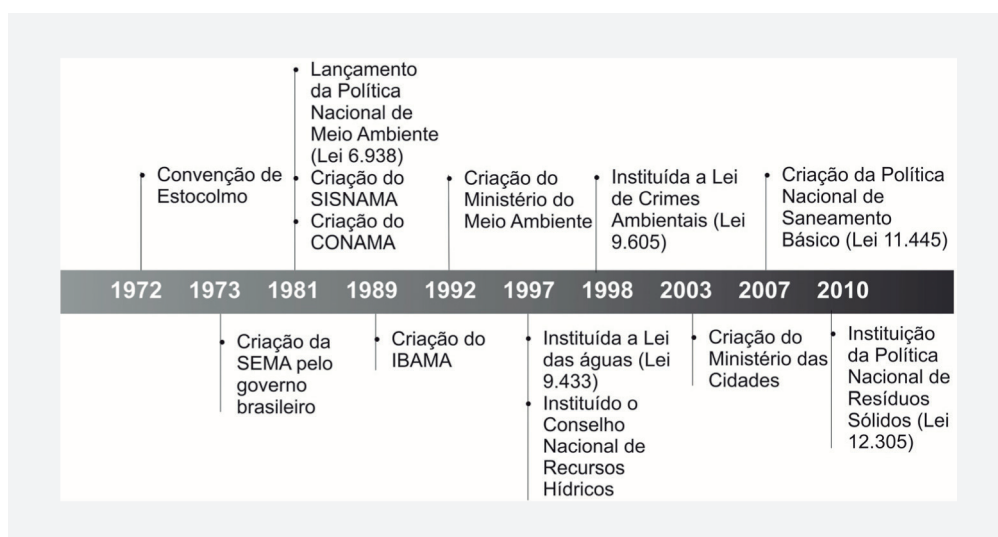 Lançamento
da Política
Nacional de
Meio Ambiente
(Lei 6.938)
Convenção de
Estocolmo
Criação do
SISNAMA
Criação do
CONAMA
Criação do
Ministério do
Meio Ambiente
Instituída a Lei
de Crimes
Ambientais (Lei
9.605)
Criação da Política
Nacional de
Saneamento
Básico (Lei 11.445)
1972 1973 1981 1989 1992 1997 1998 2003 2007 2010
Criação da
SEMA pelo
governo
brasileiro
Criação do
IBAMA
Instituída a Lei
das águas (Lei
9.433)
Instituído o
Conselho
Nacional de
Recursos
Hídricos
Criação do
Ministério das
Cidades
Instituição
da Política
Nacional de
Resíduos
Sólidos (Lei
12.305)